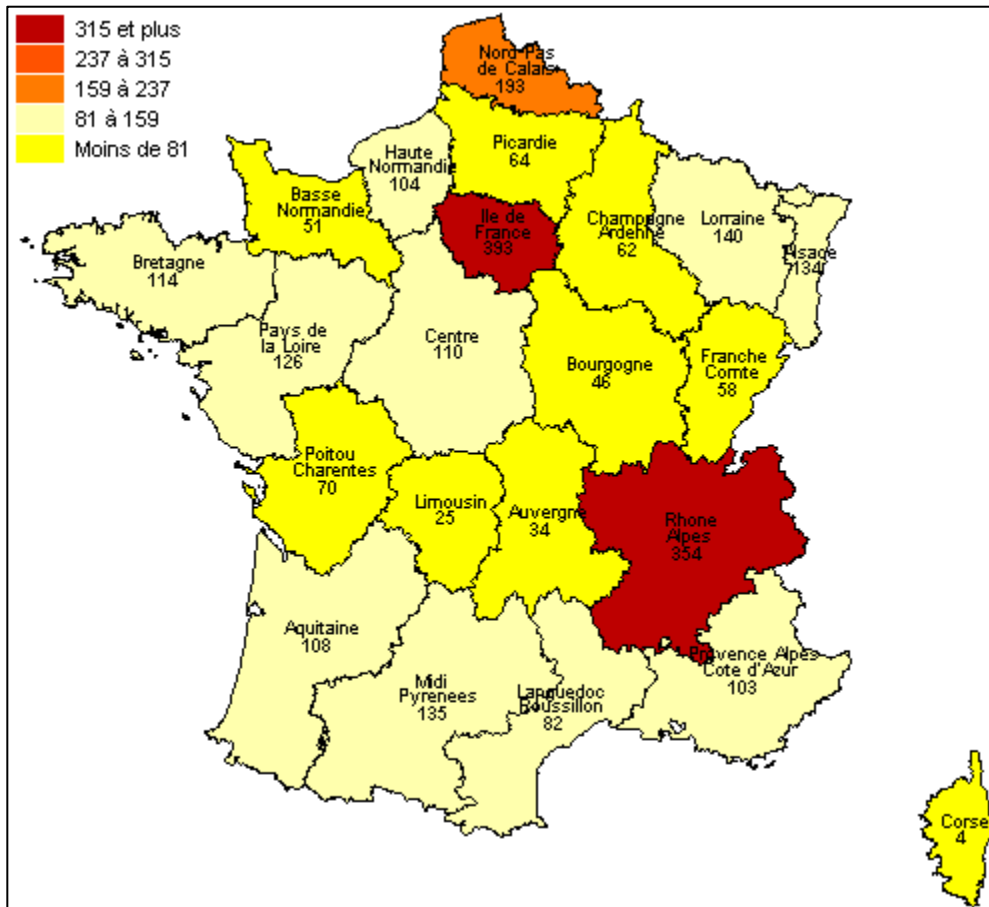 315 et plus
237 à 315
159 à 237
81 à 159
Moins de 81
Nord-Pas
de Calais
193
Picardie
64
Haute
Normandie
104
Basse
Normandie
51
Ile de
France
393
Champagne
Ardenne
62
Lorraine
140
Alsace
134
Bretagne
114
Pays de
la Loire
126
Centre
110
Bourgogne
46
Franche
Comte
58
Poitou
Charentes
70
Limousin
25
Auvergne
34
Rhone
Alpes
354
Aquitaine
108
Midi
Pyrenees
135
Languedoc
Roussillon
82
Provence Alpes
Cote d'Azur
103
Corse
4